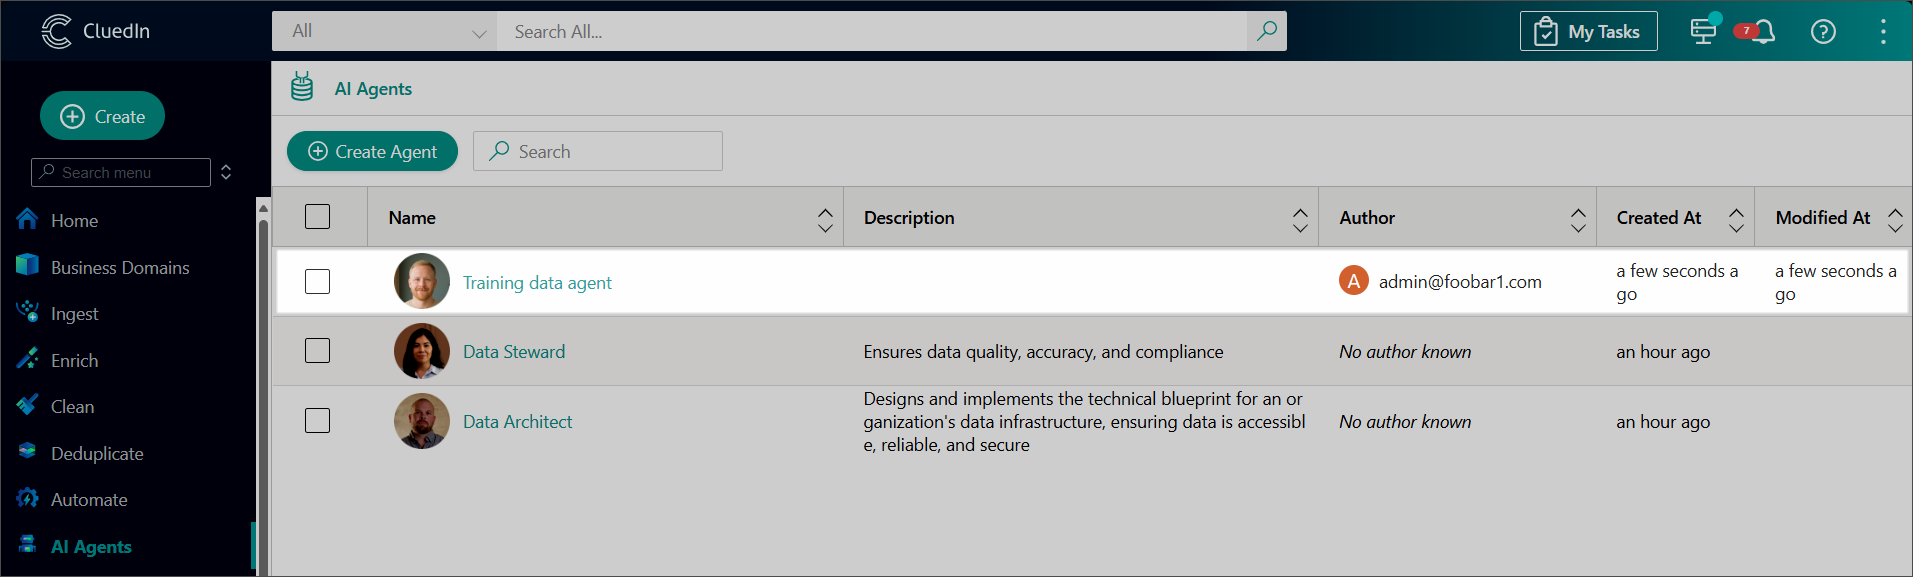 CluedIn
All
Search All...
My Tasks
7
Create
Search menu
Home
Business Domains
Ingest
Enrich
Clean
Deduplicate
Automate
AI Agents
AI Agents
Create Agent
Search
Name
Description
Author
Created At
Modified At
Training data agent
A
admin@foobar1.com
a few seconds a
go
a few seconds a
go
Data Steward
Ensures data quality, accuracy, and compliance
No author known
an hour ago
Data Architect
Designs and implements the technical blueprint for an or
ganization's data infrastructure, ensuring data is accessibl
e, reliable, and secure
No author known
an hour ago